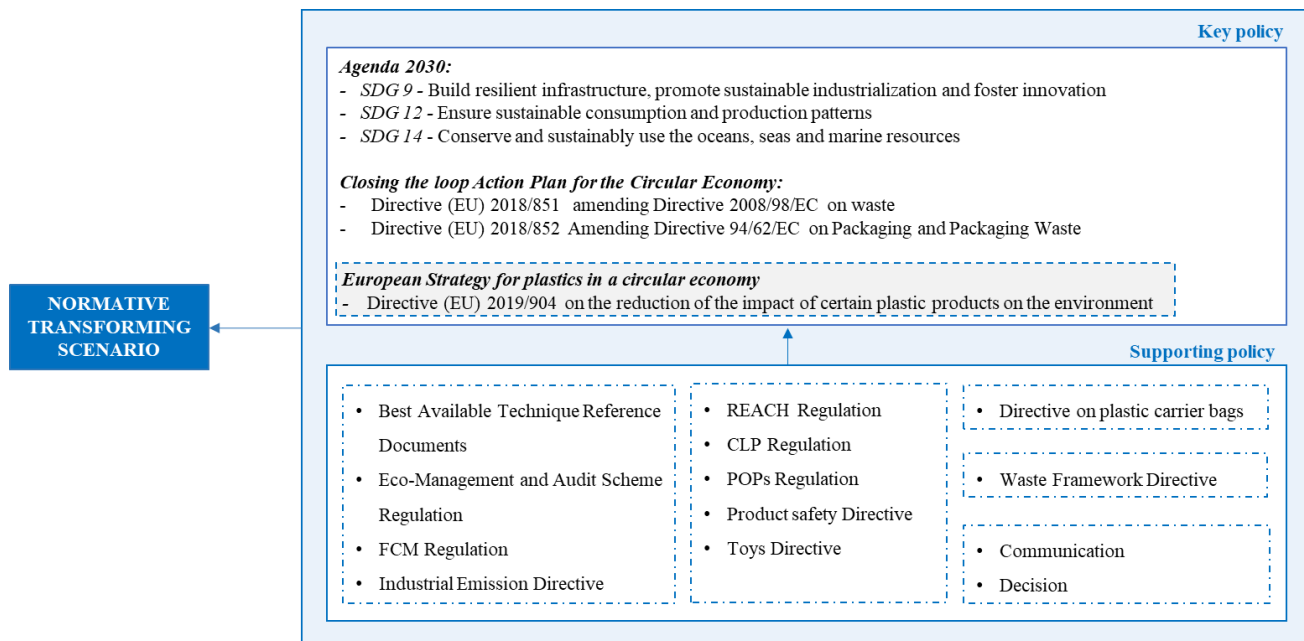 Key policy
Agenda 2030:
- SDG 9 - Build resilient infrastructure, promote sustainable industrialization and foster innovation
- SDG 12 - Ensure sustainable consumption and production patterns
- SDG 14 - Conserve and sustainably use the oceans, seas and marine resources
Closing the loop Action Plan for the Circular Economy:
- Directive (EU) 2018/851 amending Directive 2008/98/EC on waste
- Directive (EU) 2018/852 Amending Directive 94/62/EC on Packaging and Packaging Waste
European Strategy for plastics in a circular economy
- Directive (EU) 2019/904 on the reduction of the impact of certain plastic products on the environment
NORMATIVE
TRANSFORMING
SCENARIO
Supporting policy
• Best Available Technique Reference
Documents
• Eco-Management and Audit Scheme
Regulation
• FCM Regulation
• Industrial Emission Directive
• REACH Regulation
• CLP Regulation
• POPs Regulation
• Product safety Directive
• Toys Directive
• Directive on plastic carrier bags
• Waste Framework Directive
• Communication
• Decision